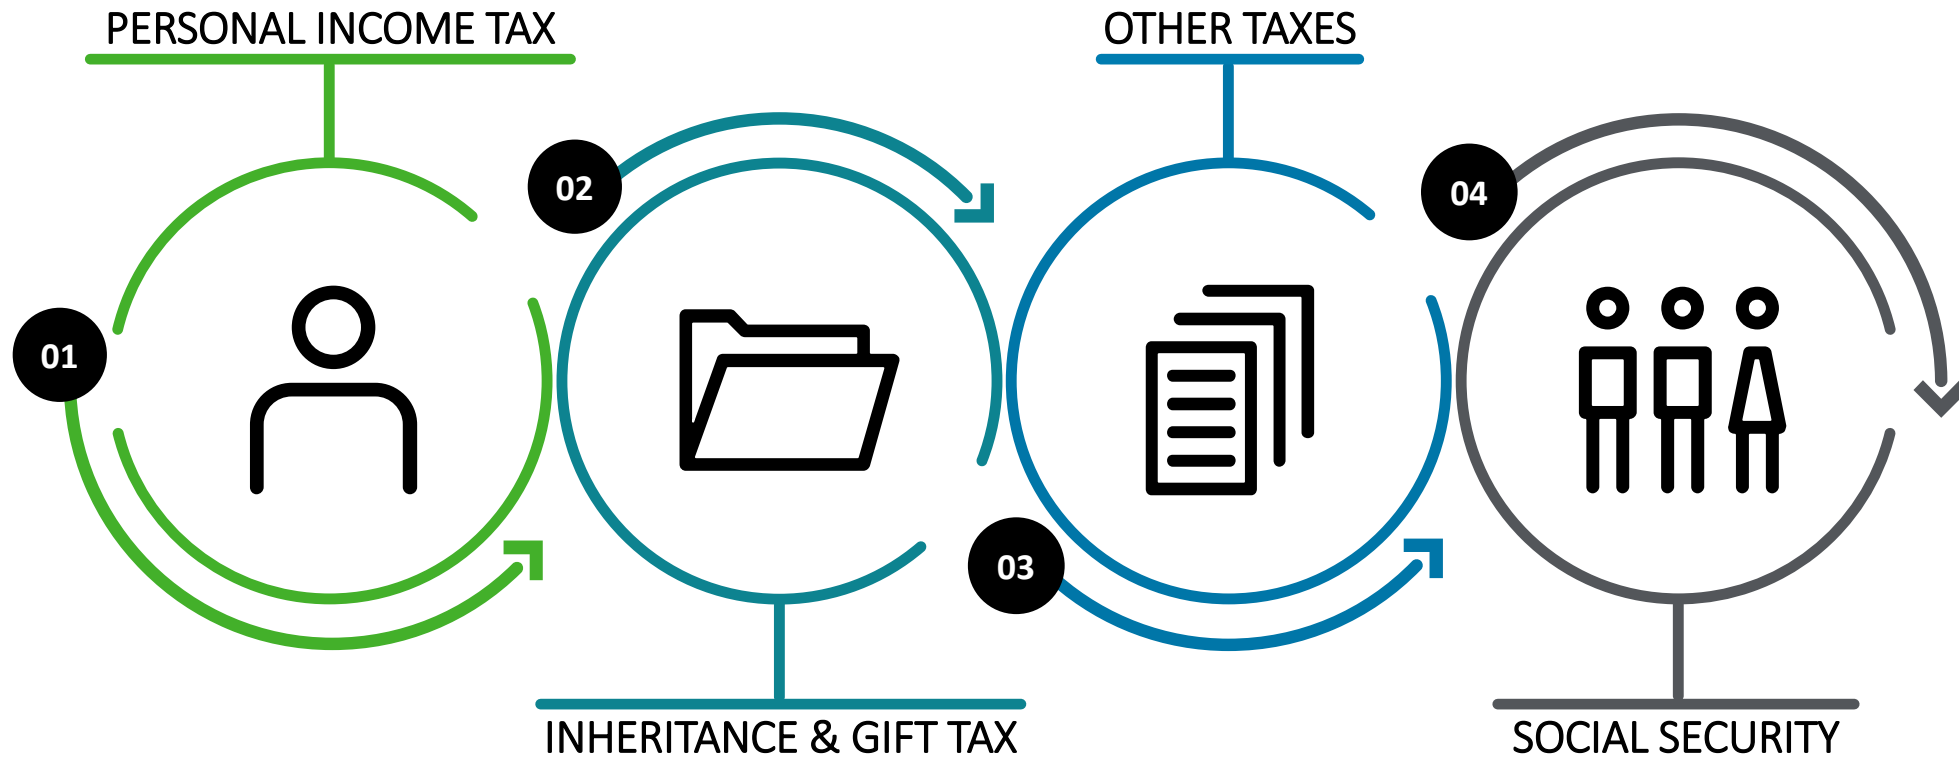 PERSONAL INCOME TAX
OTHER TAXES
02
04
01
03
INHERITANCE & GIFT TAX
SOCIAL SECURITY